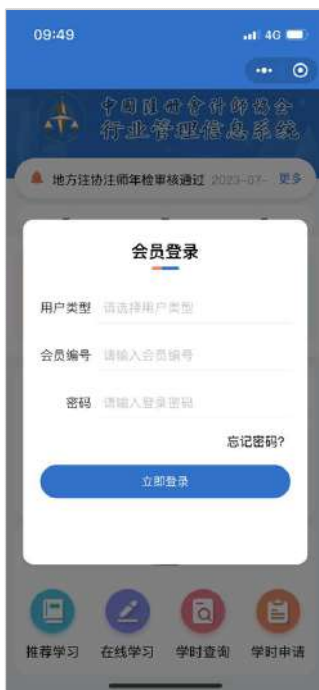 09:49
4G
中国注册会计师协会
行业管理信息系统
地方注协注师年检审核通过 2023-07- 更多
会员登录
用户类型 请选择用户类型
会员编号 请输入会员编号
密码 请输入登录密码
忘记密码?
立即登录
推荐学习 在线学习 学时查询 学时申请